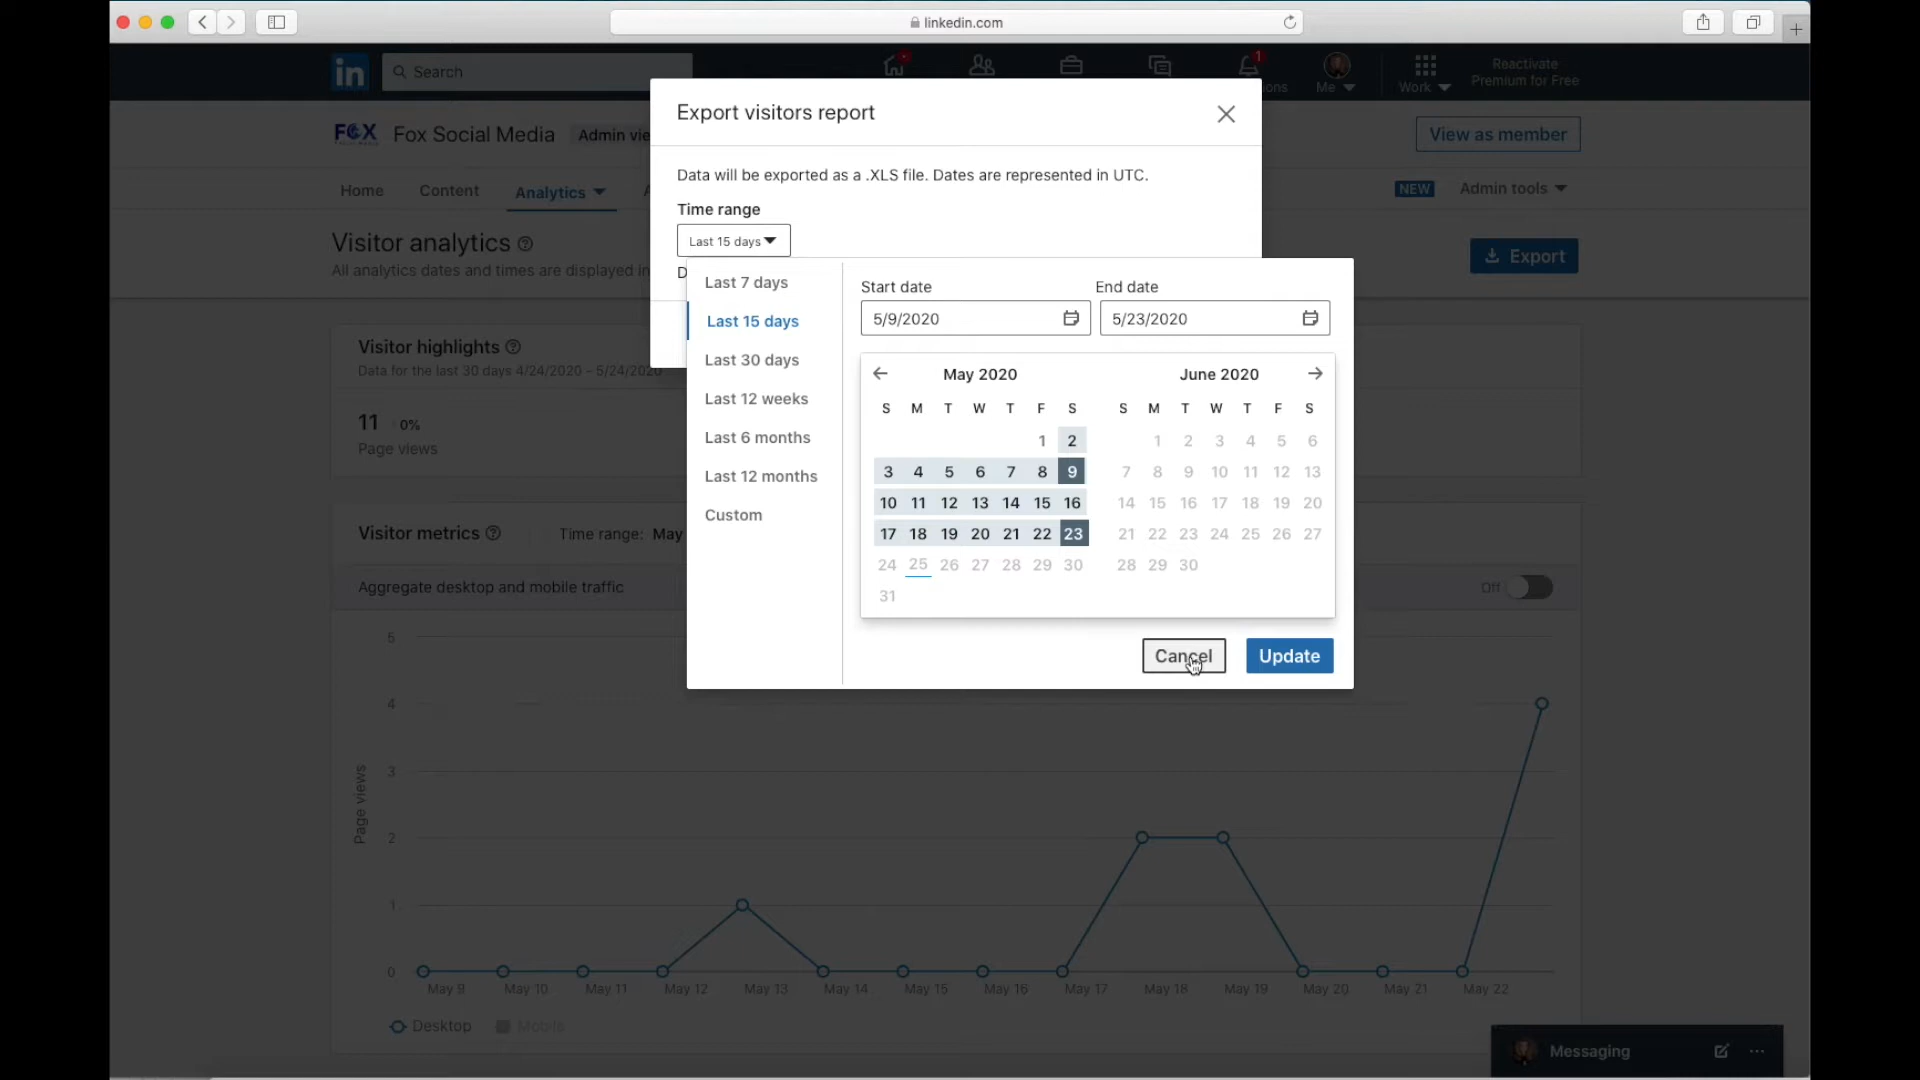 linkedin.com
in
Search
1
ons
Me
Work
Reactivate
Premium for Free
Export visitors report
FOX
Fox Social Media
Admin vie
View as member
Data will be exported as a .XLS file. Dates are represented in UTC.
Home
Content
Analytics
A
NEW
Admin tools
Time range
Last 15 days
Visitor analytics
All analytics dates and times are displayed in
D
Export
Last 7 days
Last 15 days
Last 30 days
Last 12 weeks
Last 6 months
Last 12 months
Custom
Start date
End date
5/9/2020
5/23/2020
May 2020
S M T W T F S
1 2
3 4 5 6 7 8 9
10 11 12 13 14 15 16
17 18 19 20 21 22 23
24 25 26 27 28 29 30
31
June 2020
S M T W T F S
1 2 3 4 5 6
7 8 9 10 11 12 13
14 15 16 17 18 19 20
21 22 23 24 25 26 27
28 29 30
Cancel
Update
Visitor highlights
Data for the last 30 days 4/24/2020 - 5/24/2020
11 0%
Page views
Visitor metrics
Time range: May
Aggregate desktop and mobile traffic
Off
5
4
3
2
1
0
Page views
May 9 May 10 May 11 May 12 May 13 May 14 May 15 May 16 May 17 May 18 May 19 May 20 May 21 May 22
Desktop
Mobile
Messaging